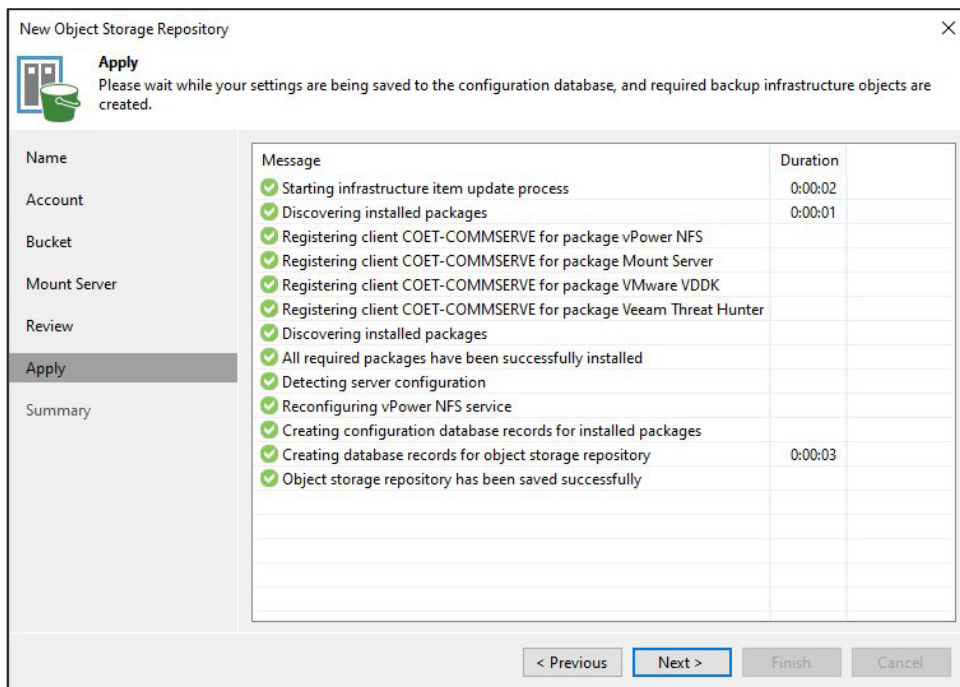 New Object Storage Repository
Apply
Please wait while your settings are being saved to the configuration database, and required backup infrastructure objects are
created.
Name
Account
Bucket
Mount Server
Review
Apply
Summary
Message Duration
Starting infrastructure item update process 0:00:02
Discovering installed packages 0:00:01
Registering client COET-COMMSERVE for package vPower NFS
Registering client COET-COMMSERVE for package Mount Server
Registering client COET-COMMSERVE for package VMware VDDK
Registering client COET-COMMSERVE for package Veeam Threat Hunter
Discovering installed packages
All required packages have been successfully installed
Detecting server configuration
Reconfiguring vPower NFS service
Creating configuration database records for installed packages
Creating database records for object storage repository 0:00:03
Object storage repository has been saved successfully
< Previous Next > Finish Cancel